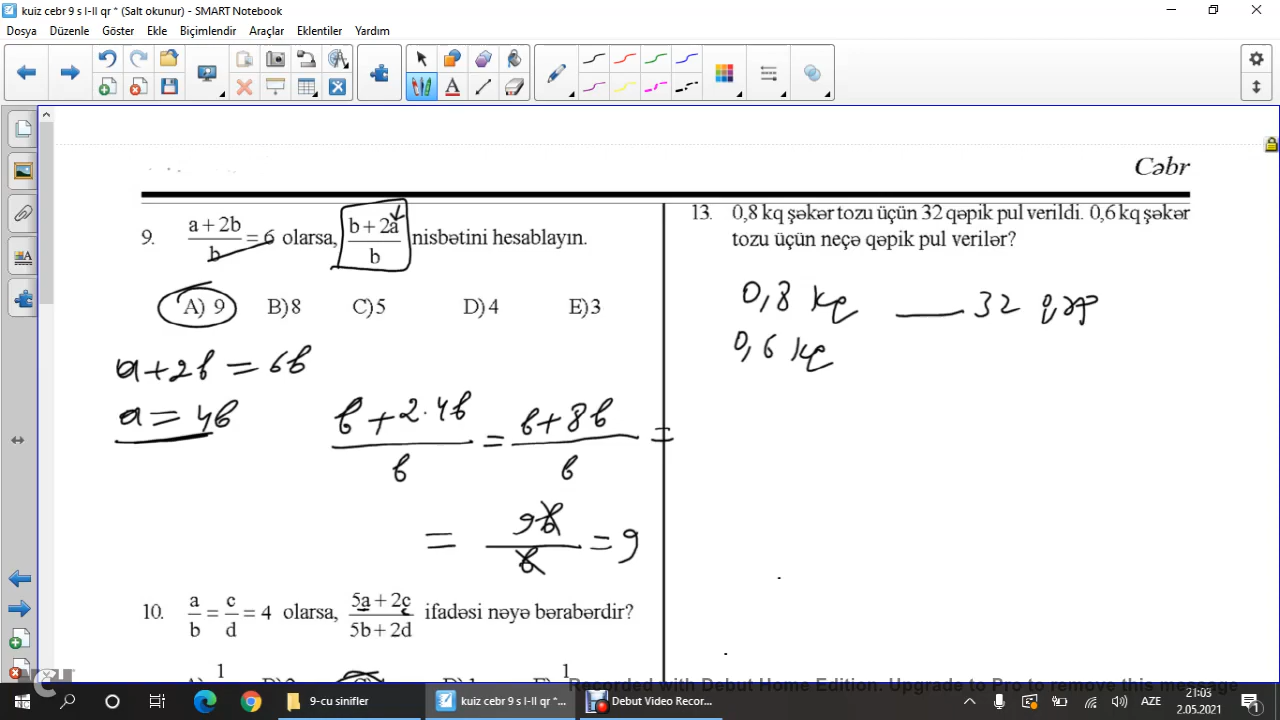 kuiz cebr 9 s I-II qr * (Salt okunur) - SMART Notebook
Dosya Düzenle Göster Ekle Biçimlendir Araçlar Eklentiler Yardım
Cəbr
9. (a + 2b)/b = 6 olarsa, (b + 2a)/b nisbətini hesablayın.
A) 9 B) 8 C) 5 D) 4 E) 3
a + 2b = 6b
a = 4b
(b + 2·4b)/b = (b + 8b)/b =
= 9b/b = 9
10. a/b = c/d = 4 olarsa, (5a + 2c)/(5b + 2d) ifadəsi nəyə bərabərdir?
13. 0,8 kq şəkər tozu üçün 32 qəpik pul verildi. 0,6 kq şəkər
tozu üçün neçə qəpik pul verilər?
0,8 kq — 32 qəp
0,6 kq
Recorded with Debut Home Edition. Upgrade to Pro to remove this message
9-cu sinifler
kuiz cebr 9 s I-II qr *...
Debut Video Recor...
AZE
21:03
2.05.2021
1